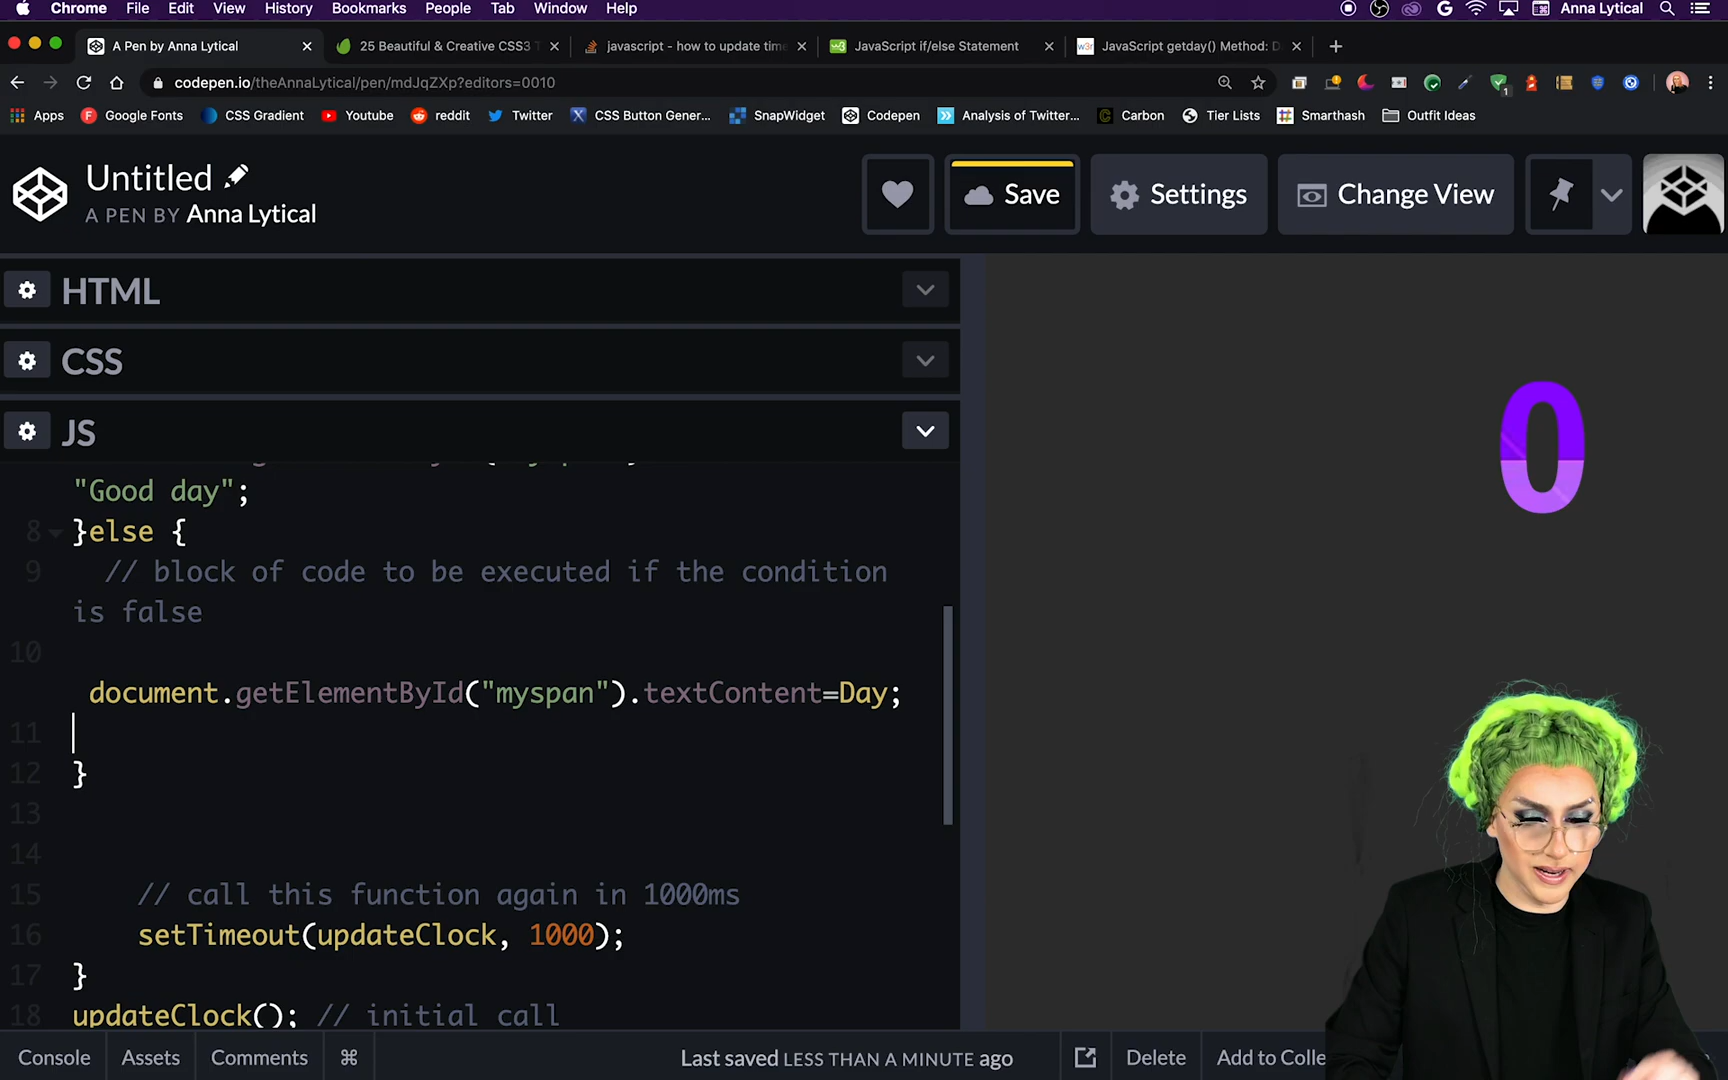 Chrome File Edit View History Bookmarks People Tab Window Help Anna Lytical
A Pen by Anna Lytical 25 Beautiful & Creative CSS3 javascript - how to update time JavaScript if/else Statement JavaScript getday() Method: D
codepen.io/theAnnaLytical/pen/mdJqZXp?editors=0010
Apps Google Fonts CSS Gradient Youtube reddit Twitter CSS Button Gener... SnapWidget Codepen Analysis of Twitter... Carbon Tier Lists Smarthash Outfit Ideas
Untitled
A PEN BY Anna Lytical
Save Settings Change View
HTML
CSS
JS
"Good day";
8 }else {
9 // block of code to be executed if the condition
is false
10
document.getElementById("myspan").textContent=Day;
11
12 }
13
14
15 // call this function again in 1000ms
16 setTimeout(updateClock, 1000);
17 }
18 updateClock(); // initial call
0
Console Assets Comments ⌘ Last saved LESS THAN A MINUTE ago Delete Add to Colle